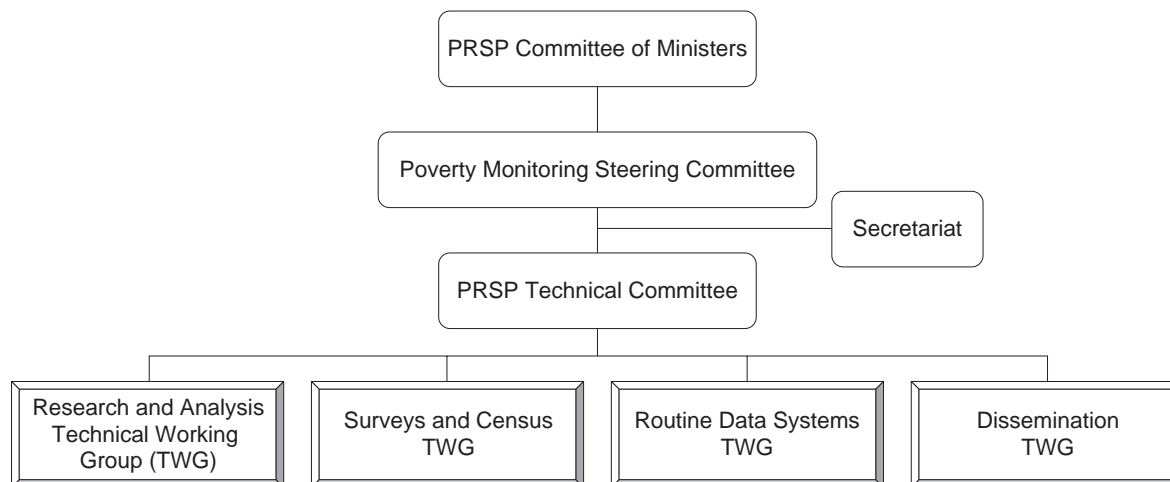 PRSP Committee of Ministers
Poverty Monitoring Steering Committee
Secretariat
PRSP Technical Committee
Research and Analysis
Technical Working
Group (TWG)
Surveys and Census
TWG
Routine Data Systems
TWG
Dissemination
TWG